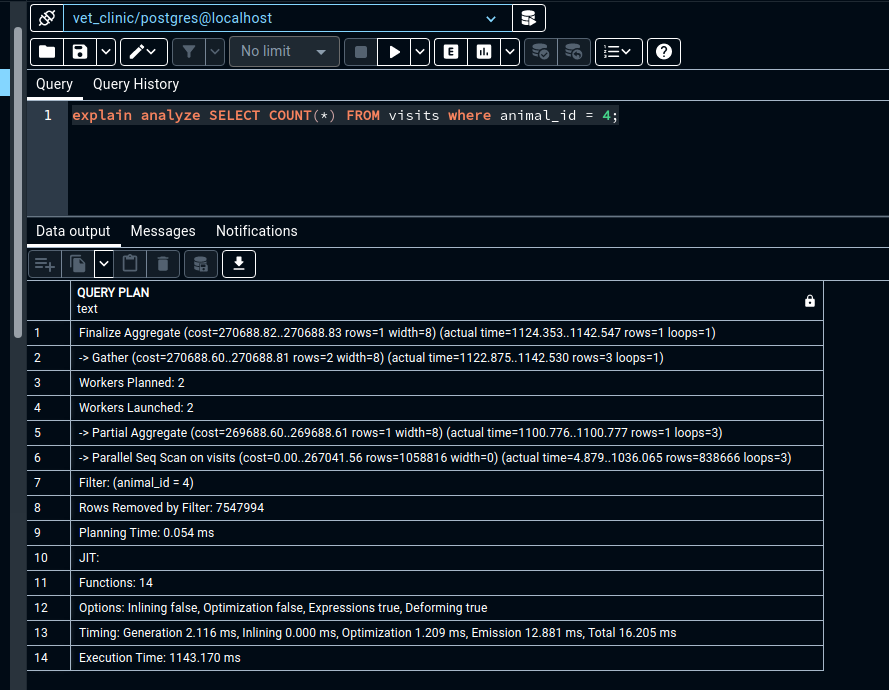 vet_clinic/postgres@localhost
No limit
E
Query Query History
1 explain analyze SELECT COUNT(*) FROM visits where animal_id = 4;
Data output Messages Notifications
QUERY PLAN
text
1 Finalize Aggregate (cost=270688.82..270688.83 rows=1 width=8) (actual time=1124.353..1142.547 rows=1 loops=1)
2 -> Gather (cost=270688.60..270688.81 rows=2 width=8) (actual time=1122.875..1142.530 rows=3 loops=1)
3 Workers Planned: 2
4 Workers Launched: 2
5 -> Partial Aggregate (cost=269688.60..269688.61 rows=1 width=8) (actual time=1100.776..1100.777 rows=1 loops=3)
6 -> Parallel Seq Scan on visits (cost=0.00..267041.56 rows=1058816 width=0) (actual time=4.879..1036.065 rows=838666 loops=3)
7 Filter: (animal_id = 4)
8 Rows Removed by Filter: 7547994
9 Planning Time: 0.054 ms
10 JIT:
11 Functions: 14
12 Options: Inlining false, Optimization false, Expressions true, Deforming true
13 Timing: Generation 2.116 ms, Inlining 0.000 ms, Optimization 1.209 ms, Emission 12.881 ms, Total 16.205 ms
14 Execution Time: 1143.170 ms